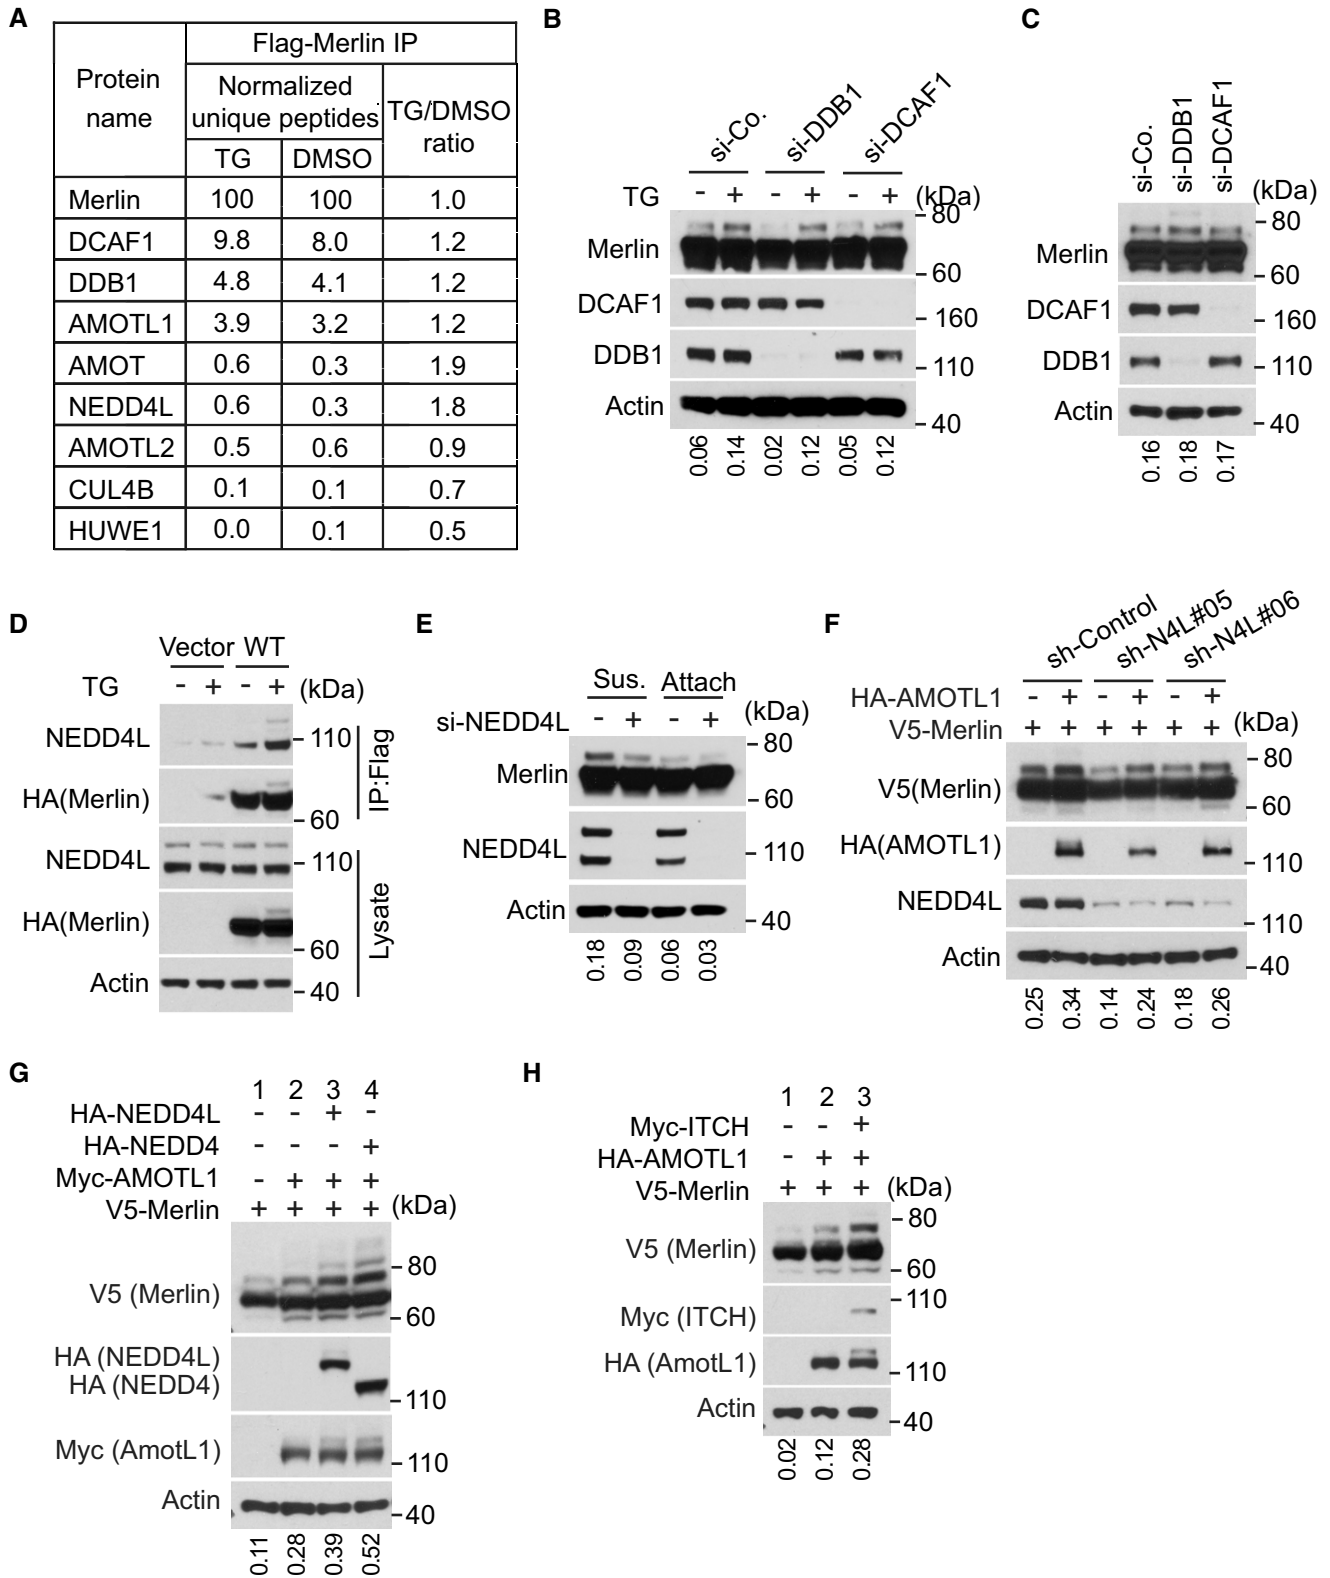 A
Protein name
Flag-Merlin IP
Normalized unique peptides
TG/DMSO ratio
TG DMSO
Merlin 100 100 1.0
DCAF1 9.8 8.0 1.2
DDB1 4.8 4.1 1.2
AMOTL1 3.9 3.2 1.2
AMOT 0.6 0.3 1.9
NEDD4L 0.6 0.3 1.8
AMOTL2 0.5 0.6 0.9
CUL4B 0.1 0.1 0.7
HUWE1 0.0 0.1 0.5
B
si-Co. si-DDB1 si-DCAF1
TG - + - + - + (kDa)
80
Merlin
60
DCAF1
160
DDB1
110
Actin
40
0.06 0.14 0.02 0.12 0.05 0.12
C
si-Co. si-DDB1 si-DCAF1
(kDa)
80
Merlin
60
DCAF1
160
DDB1
110
Actin
40
0.16 0.18 0.17
D
Vector WT
TG - + - + (kDa)
NEDD4L 110
HA(Merlin)
60
IP:Flag
NEDD4L 110
HA(Merlin)
60
Actin
40
Lysate
E
Sus. Attach
si-NEDD4L - + - + (kDa)
80
Merlin
60
NEDD4L 110
Actin
40
0.18 0.09 0.06 0.03
F
sh-Control sh-N4L#05 sh-N4L#06
HA-AMOTL1 - + - + - +
V5-Merlin + + + + + + (kDa)
80
V5(Merlin)
60
HA(AMOTL1)
110
NEDD4L
110
Actin
40
0.25 0.34 0.14 0.24 0.18 0.26
G
1 2 3 4
HA-NEDD4L - - + -
HA-NEDD4 - - - +
Myc-AMOTL1 - + + +
V5-Merlin + + + + (kDa)
80
V5 (Merlin)
60
HA (NEDD4L)
HA (NEDD4)
110
Myc (AmotL1)
110
Actin
40
0.11 0.28 0.39 0.52
H
1 2 3
Myc-ITCH - - +
HA-AMOTL1 - + +
V5-Merlin + + + (kDa)
80
V5 (Merlin)
60
110
Myc (ITCH)
HA (AmotL1)
110
Actin
40
0.02 0.12 0.28